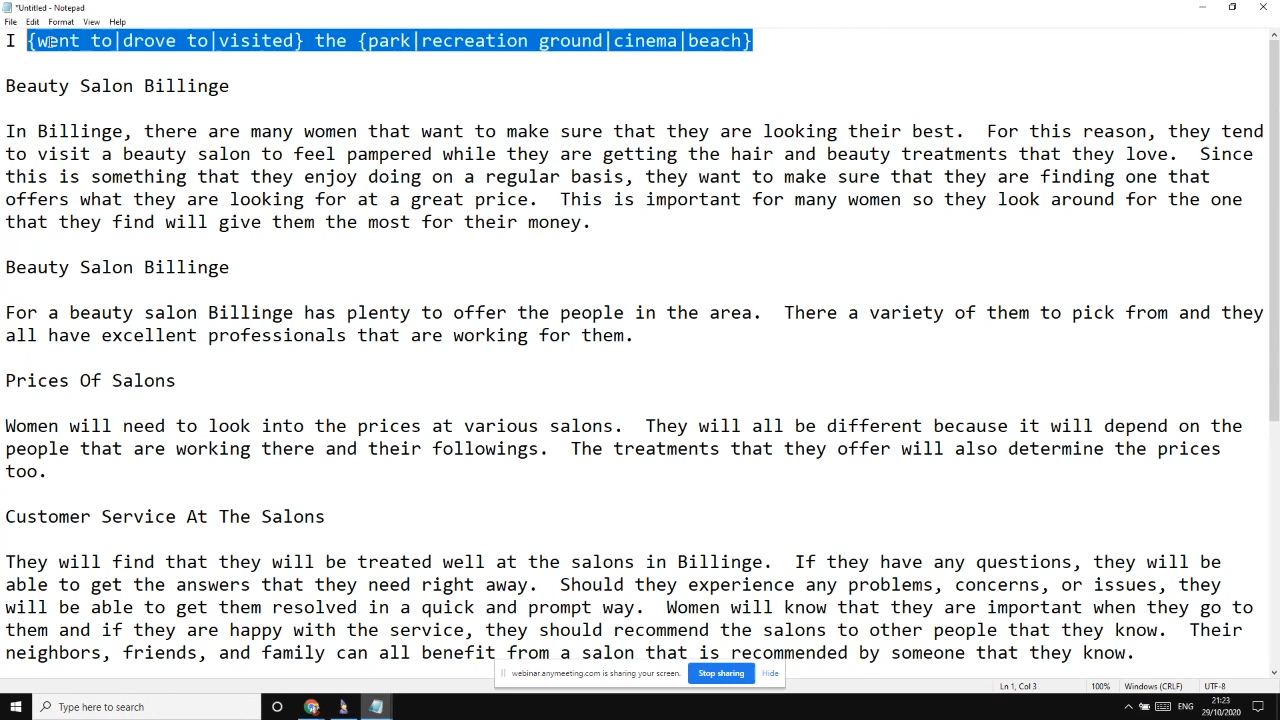 *Untitled - Notepad
File Edit Format View Help
I {went to|drove to|visited} the {park|recreation ground|cinema|beach}
Beauty Salon Billinge
In Billinge, there are many women that want to make sure that they are looking their best.  For this reason, they tend
to visit a beauty salon to feel pampered while they are getting the hair and beauty treatments that they love.  Since
this is something that they enjoy doing on a regular basis, they want to make sure that they are finding one that
offers what they are looking for at a great price.  This is important for many women so they look around for the one
that they find will give them the most for their money.
Beauty Salon Billinge
For a beauty salon Billinge has plenty to offer the people in the area.  There a variety of them to pick from and they
all have excellent professionals that are working for them.
Prices Of Salons
Women will need to look into the prices at various salons.  They will all be different because it will depend on the
people that are working there and their followings.  The treatments that they offer will also determine the prices
too.
Customer Service At The Salons
They will find that they will be treated well at the salons in Billinge.  If they have any questions, they will be
able to get the answers that they need right away.  Should they experience any problems, concerns, or issues, they
will be able to get them resolved in a quick and prompt way.  Women will know that they are important when they go to
them and if they are happy with the service, they should recommend the salons to other people that they know.  Their
neighbors, friends, and family can all benefit from a salon that is recommended by someone that they know.
webinar.anymeeting.com is sharing your screen. Stop sharing Hide
Ln 1, Col 3 100% Windows (CRLF) UTF-8
Type here to search
ENG
21:23
29/10/2020